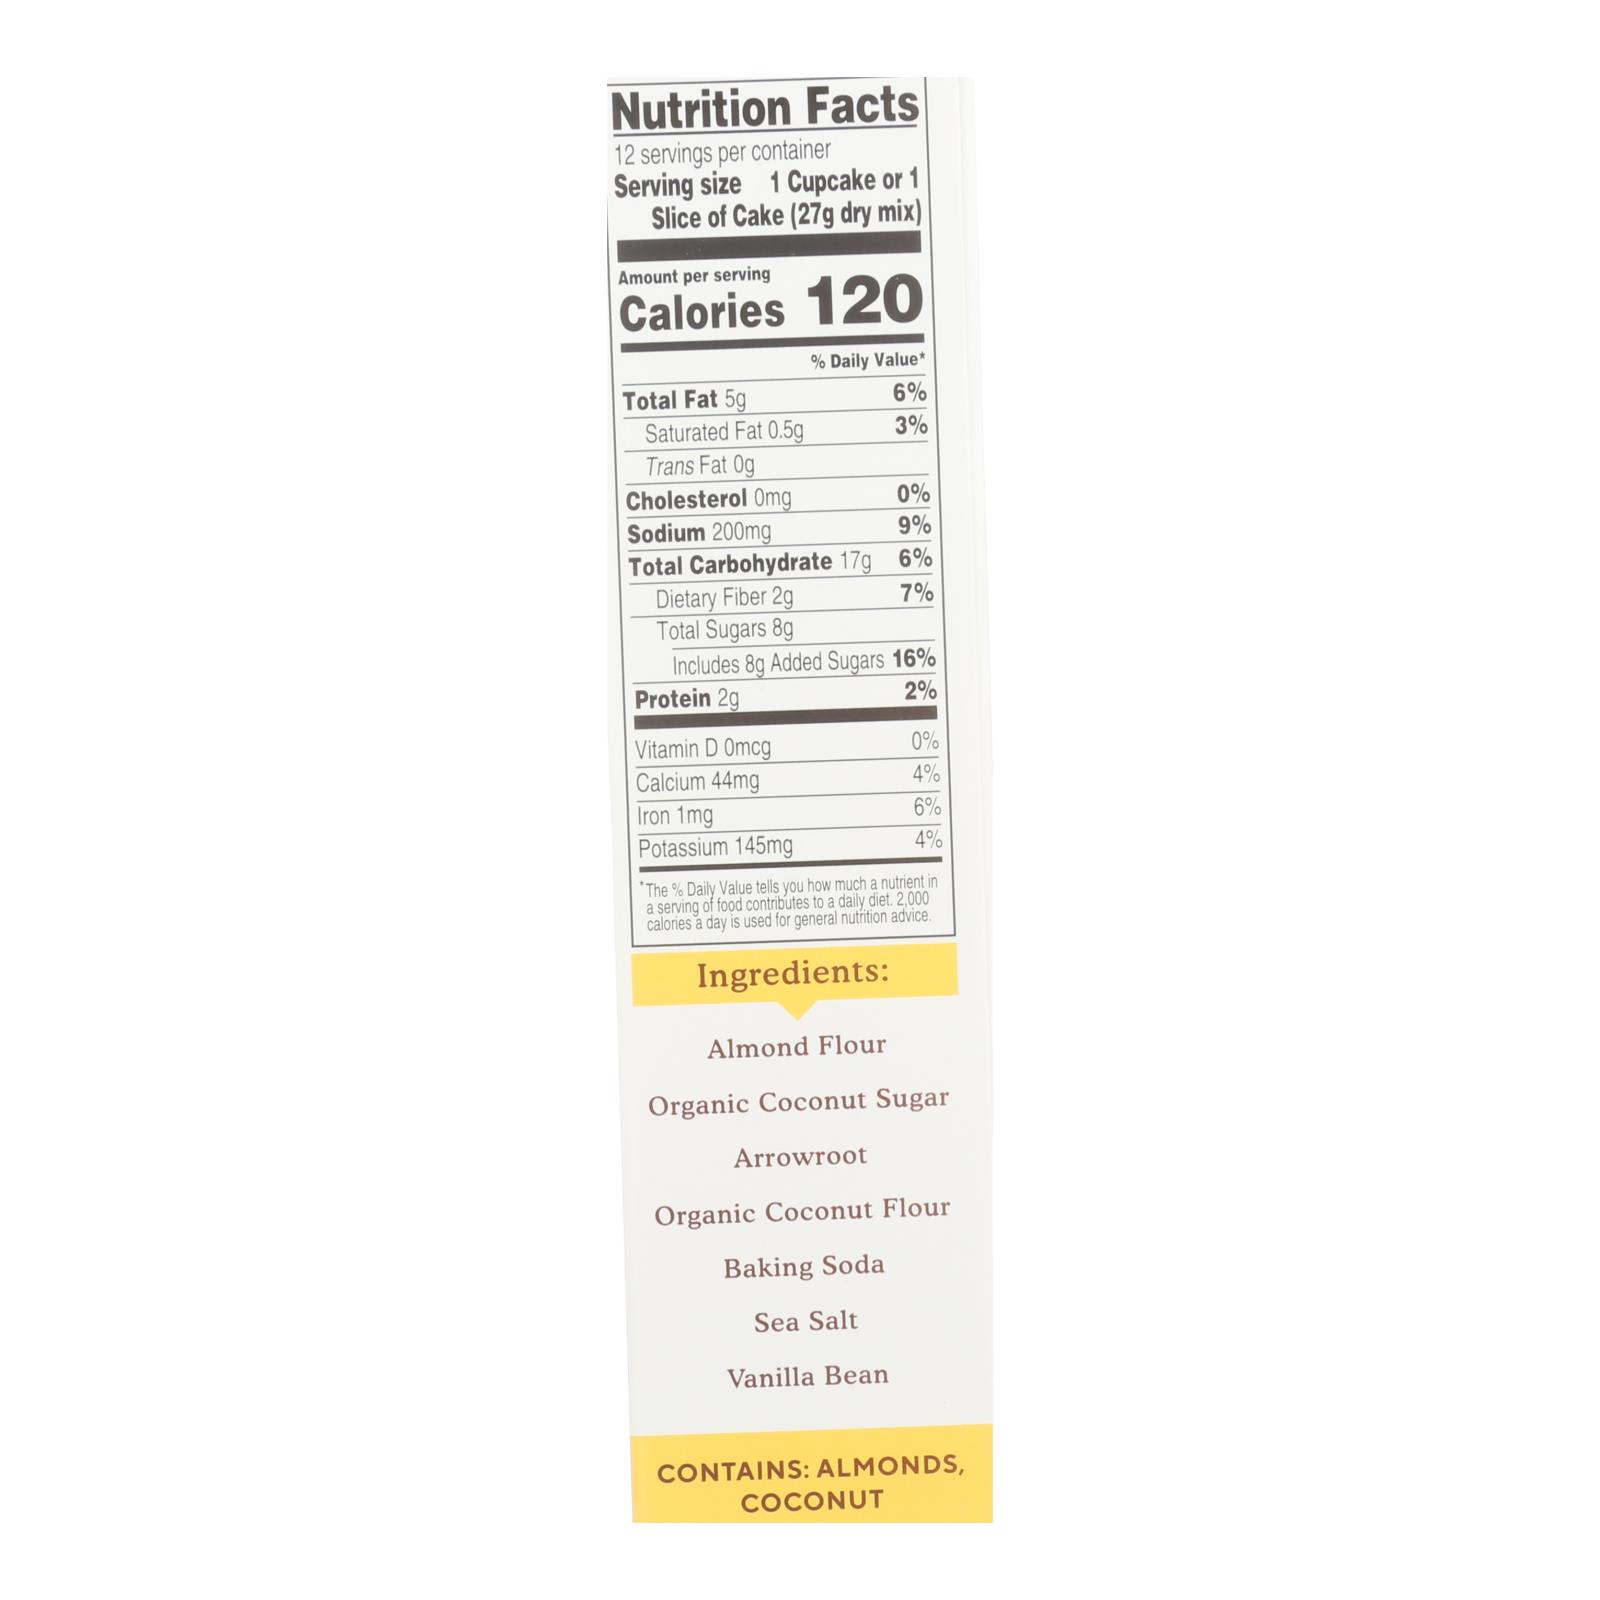 Nutrition Facts
12 servings per container
Serving size 1 Cupcake or 1
Slice of Cake (27g dry mix)
Amount per serving
Calories 120
% Daily Value*
Total Fat 5g 6%
Saturated Fat 0.5g 3%
Trans Fat 0g
Cholesterol 0mg 0%
Sodium 200mg 9%
Total Carbohydrate 17g 6%
Dietary Fiber 2g 7%
Total Sugars 8g
Includes 8g Added Sugars 16%
Protein 2g 2%
Vitamin D 0mcg 0%
Calcium 44mg 4%
Iron 1mg 6%
Potassium 145mg 4%
*The % Daily Value tells you how much a nutrient in
a serving of food contributes to a daily diet. 2,000
calories a day is used for general nutrition advice.
Ingredients:
Almond Flour
Organic Coconut Sugar
Arrowroot
Organic Coconut Flour
Baking Soda
Sea Salt
Vanilla Bean
CONTAINS: ALMONDS,
COCONUT